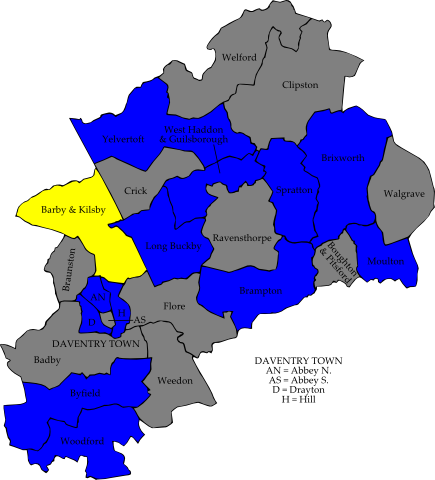 Welford
Clipston
Yelvertoft
West Haddon
& Guilsborough
Brixworth
Crick
Spratton
Walgrave
Barby & Kilsby
Ravensthorpe
Long Buckby
Boughton
& Pitsford
Moulton
Braunston
Brampton
AN
Flore
H
D
AS
DAVENTRY TOWN
Badby
Weedon
Byfield
Woodford
DAVENTRY TOWN
AN = Abbey N.
AS = Abbey S.
D = Drayton
H = Hill